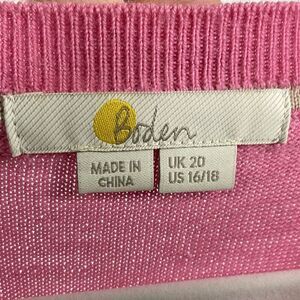 Boden
MADE IN
CHINA
UK 20
US 16/18